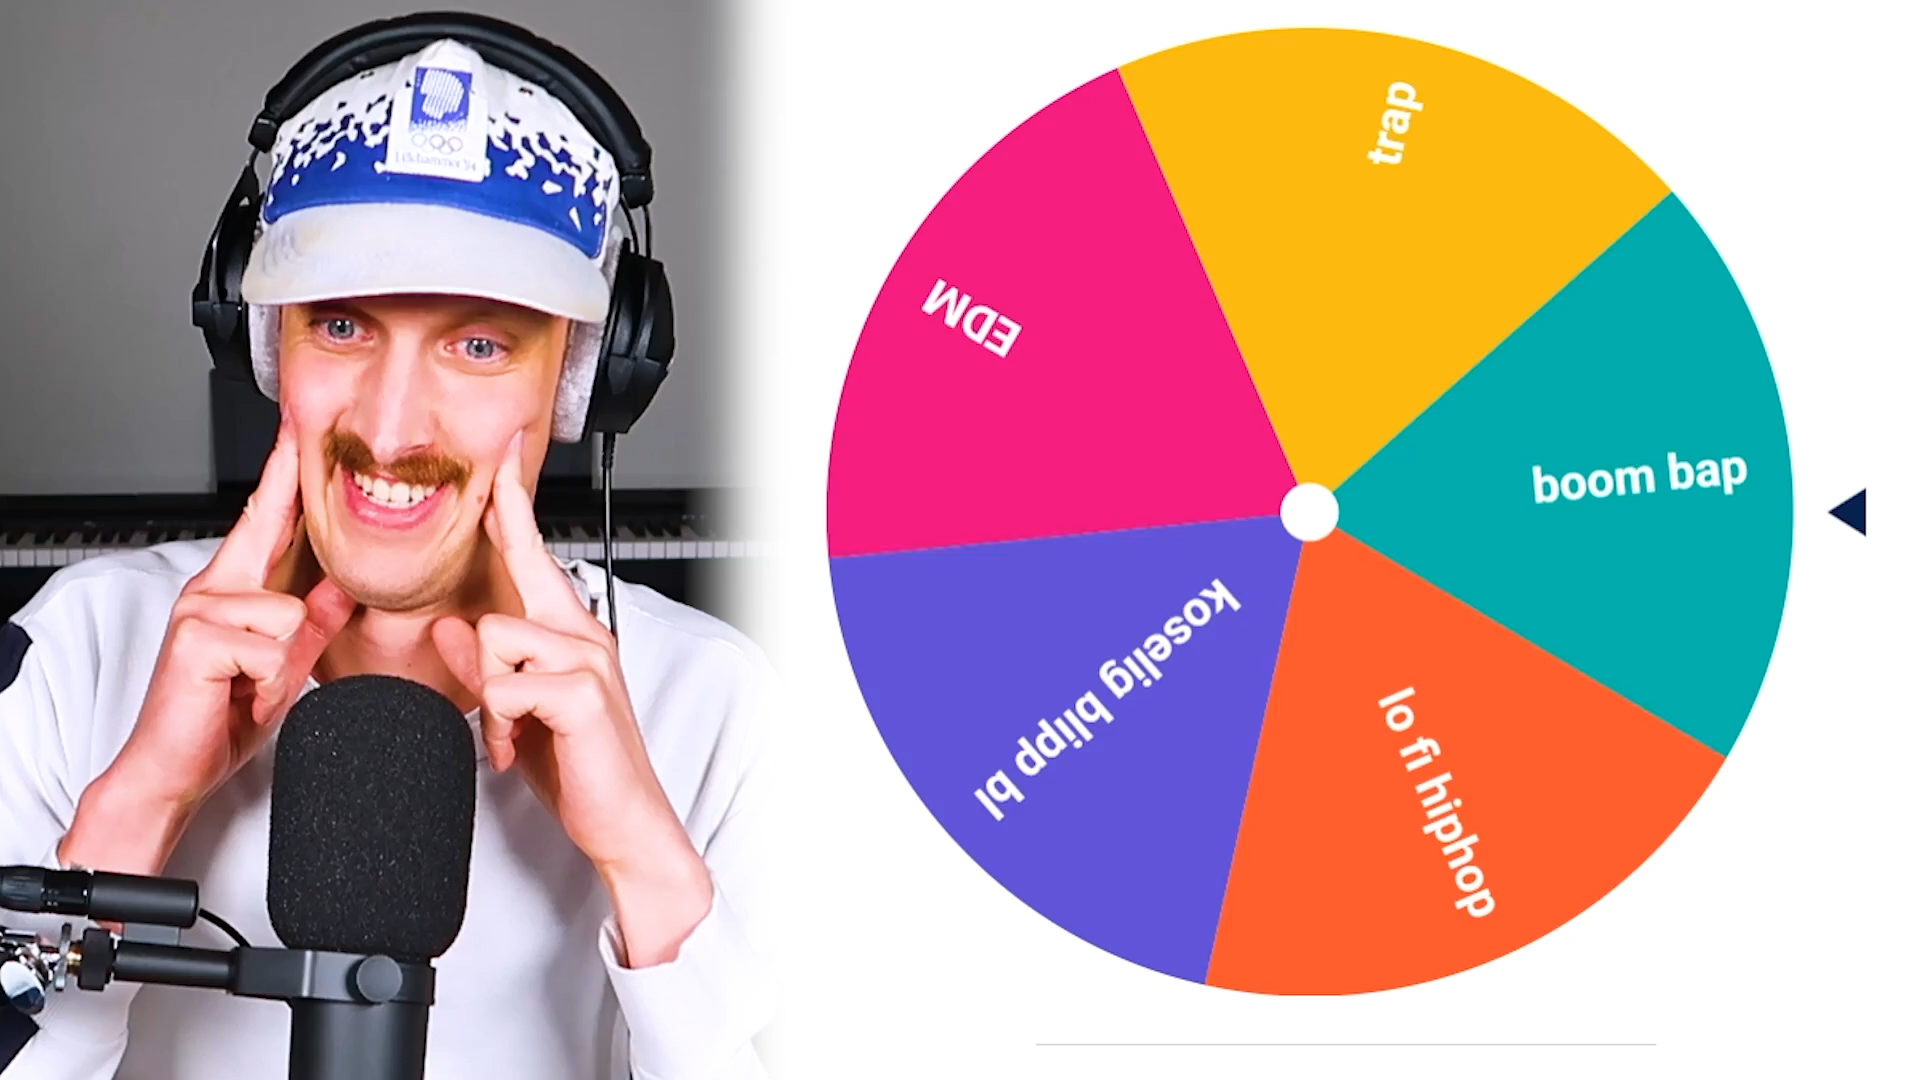 Lillehammer '94
trap
boom bap
EDM
koselig blipp bl
lo fi hiphop